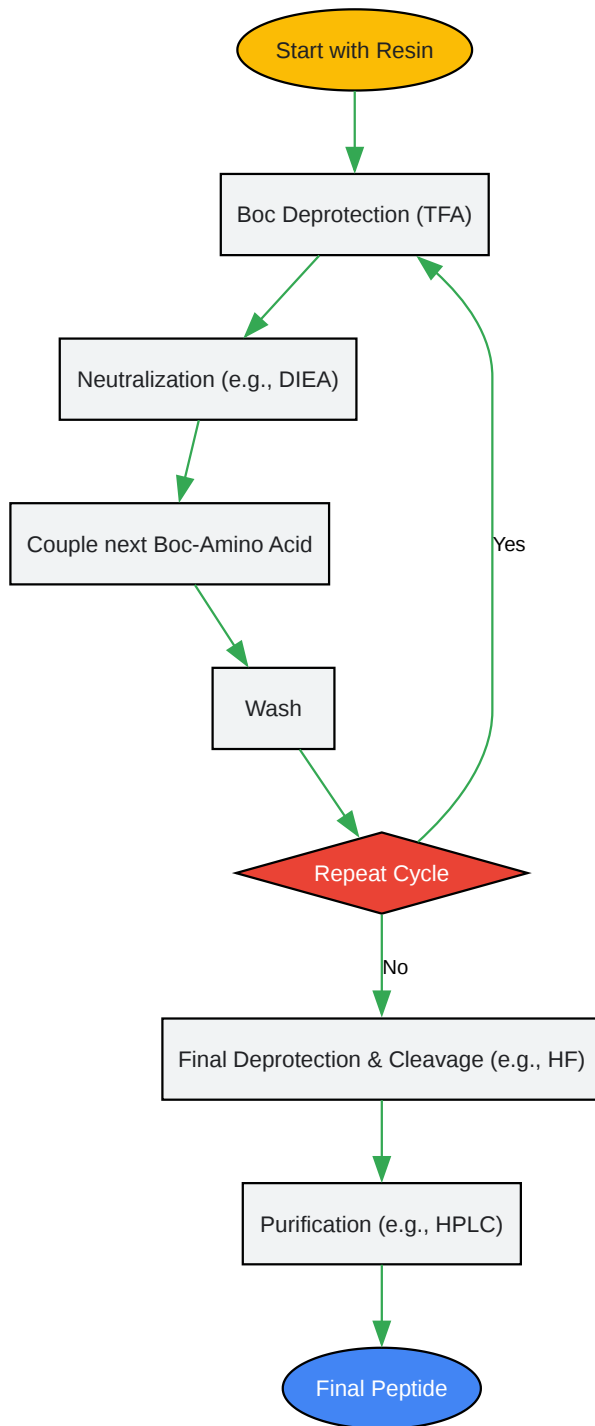 Start with Resin
Boc Deprotection (TFA)
Neutralization (e.g., DIEA)
Couple next Boc-Amino Acid
Yes
Wash
Repeat Cycle
No
Final Deprotection & Cleavage (e.g., HF)
Purification (e.g., HPLC)
Final Peptide